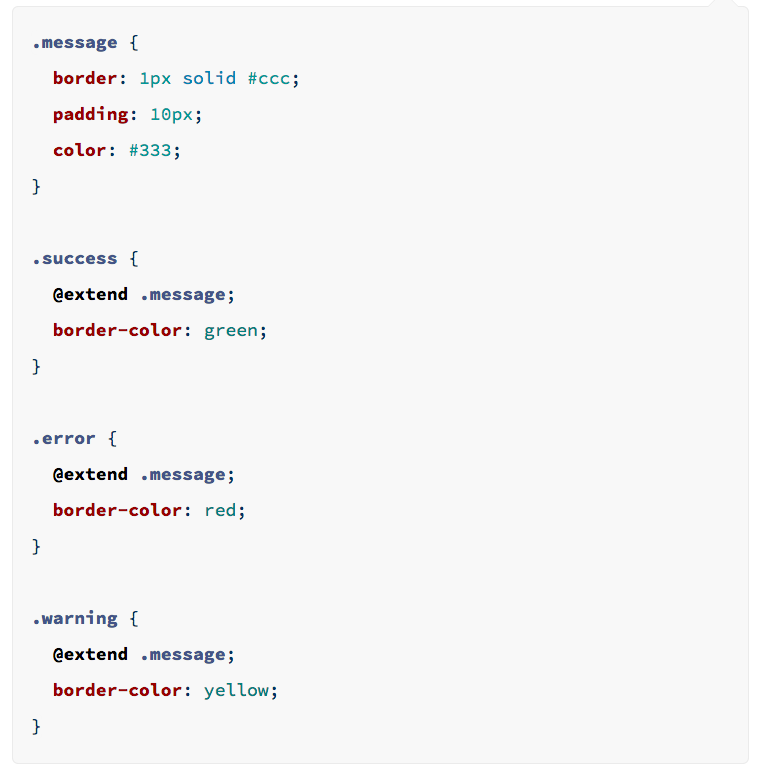 .message {
  border: 1px solid #ccc;
  padding: 10px;
  color: #333;
}

.success {
  @extend .message;
  border-color: green;
}

.error {
  @extend .message;
  border-color: red;
}

.warning {
  @extend .message;
  border-color: yellow;
}